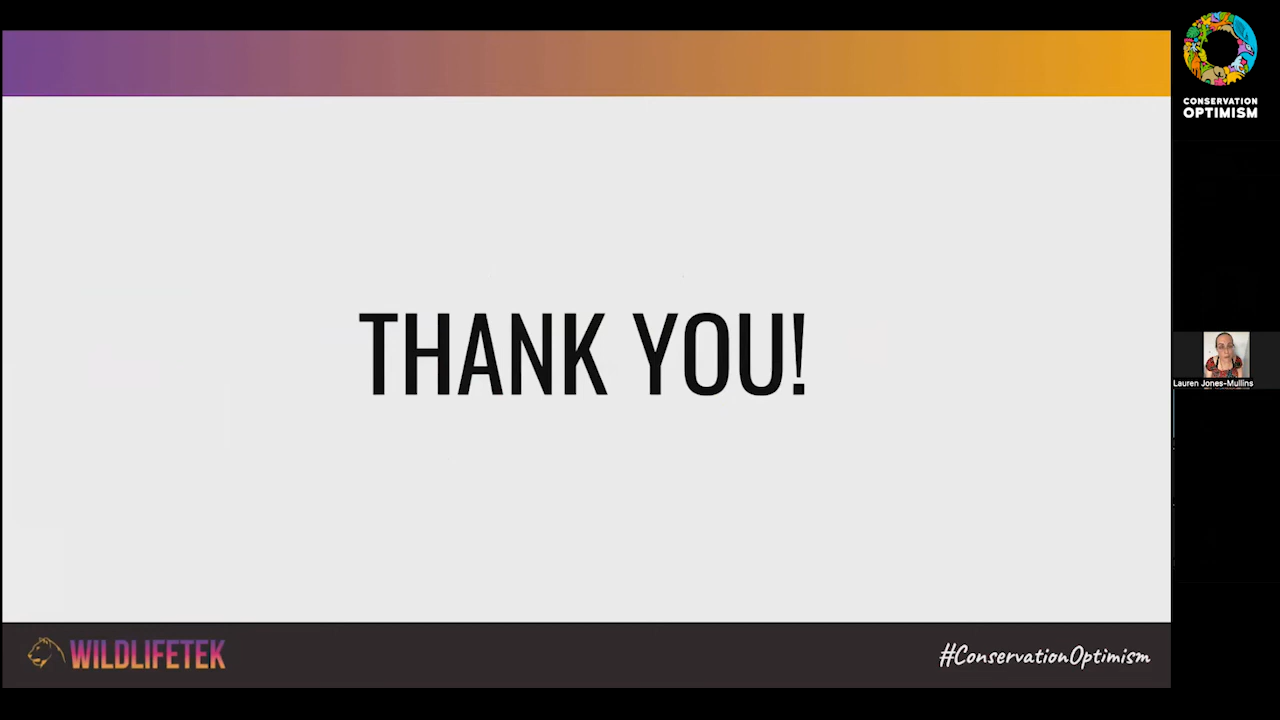 CONSERVATION
OPTIMISM
THANK YOU!
Lauren Jones-Mullins
WILDLIFETEK
#ConservationOptimism